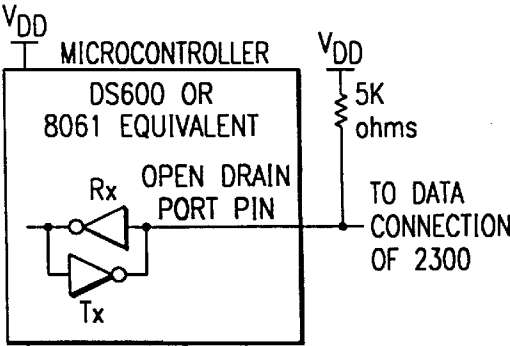 VDD
MICROCONTROLLER
DS600 OR
8061 EQUIVALENT
Rx
OPEN DRAIN
PORT PIN
Tx
VDD
5K
ohms
TO DATA
CONNECTION
OF 2300